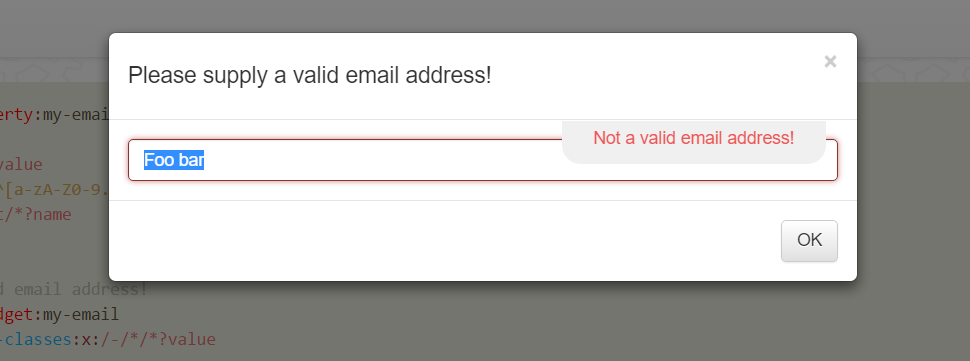 Please supply a valid email address!
×
erty:my-emai
Not a valid email address!
Foo bar
value
^[a-zA-Z0-9.
t/*?name
OK
d email address!
dget:my-email
-classes:x:/-/*/*?value